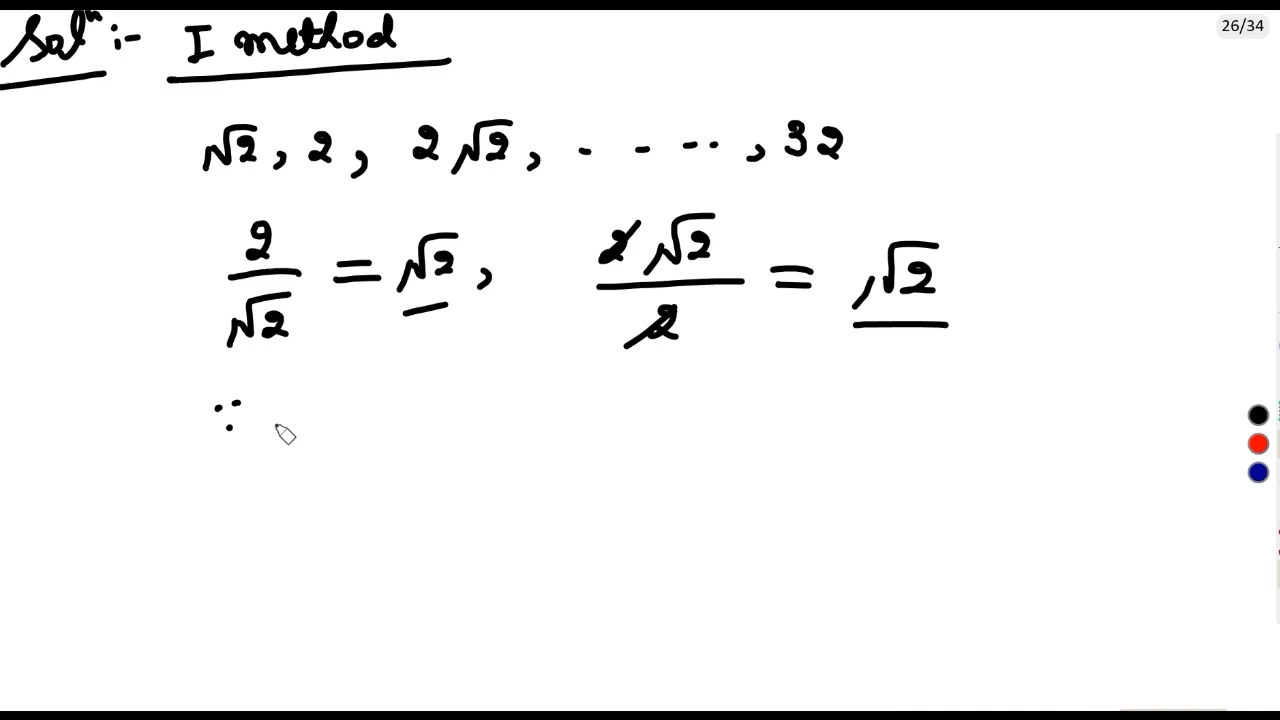 26/34
Solⁿ :- I method
√2, 2, 2√2, . . . . , 32
2/√2 = √2, 2√2/2 = √2
∵